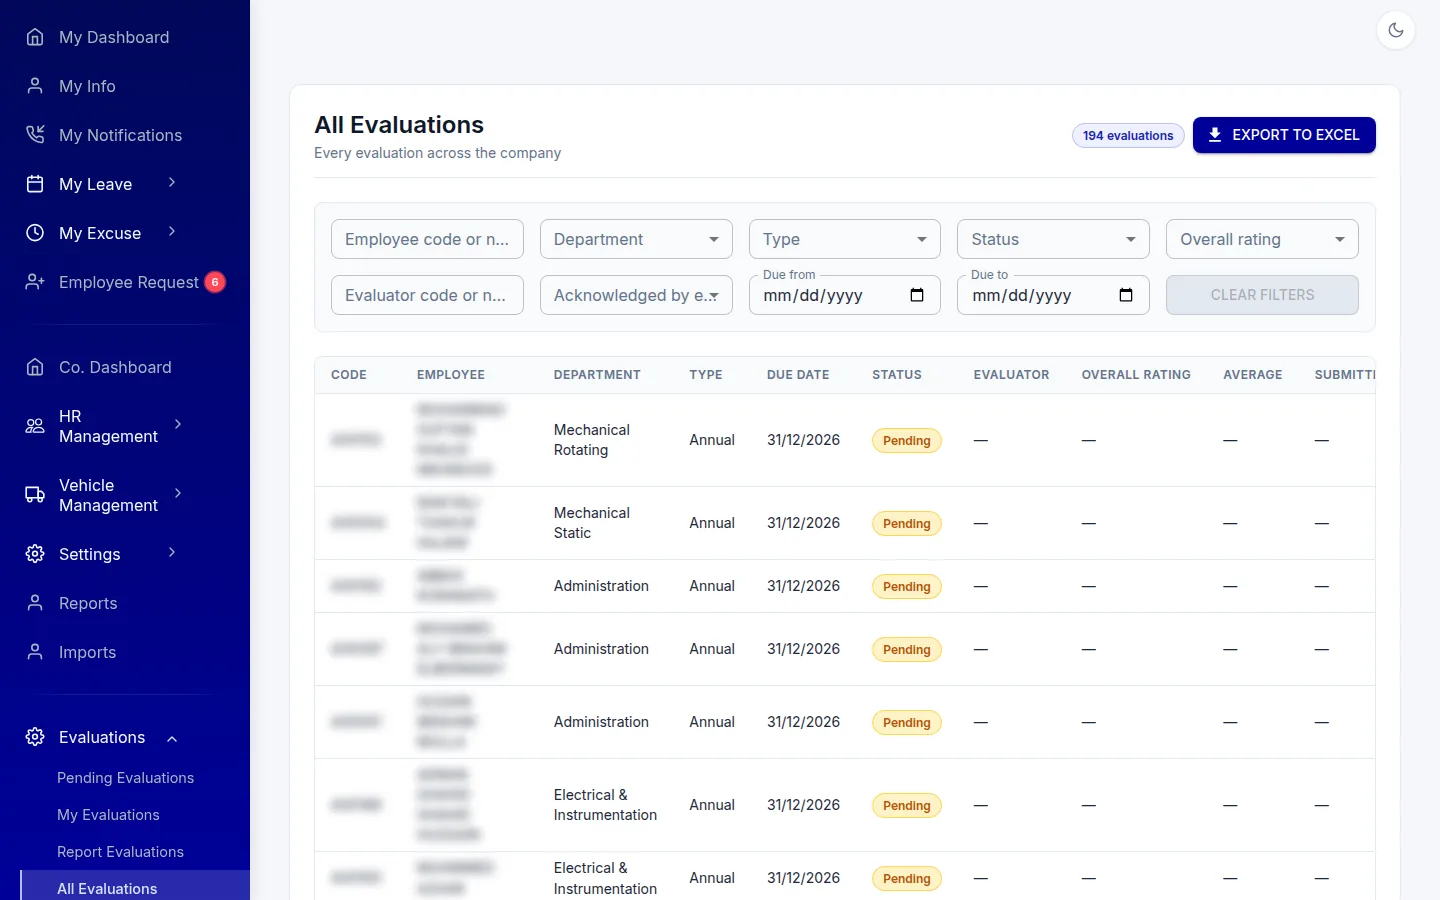 My Dashboard
My Info
My Notifications
My Leave
My Excuse
Employee Request 6
Co. Dashboard
HR
Management
Vehicle
Management
Settings
Reports
Imports
Evaluations
Pending Evaluations
My Evaluations
Report Evaluations
All Evaluations
All Evaluations
Every evaluation across the company
194 evaluations
EXPORT TO EXCEL
Employee code or n...
Department
Type
Status
Overall rating
Evaluator code or n...
Acknowledged by e...
Due from
mm/dd/yyyy
Due to
mm/dd/yyyy
CLEAR FILTERS
CODE EMPLOYEE DEPARTMENT TYPE DUE DATE STATUS EVALUATOR OVERALL RATING AVERAGE SUBMITT
Mechanical
Rotating
Annual 31/12/2026 Pending — — — —
Mechanical
Static
Annual 31/12/2026 Pending — — — —
Administration Annual 31/12/2026 Pending — — — —
Administration Annual 31/12/2026 Pending — — — —
Administration Annual 31/12/2026 Pending — — — —
Electrical &
Instrumentation
Annual 31/12/2026 Pending — — — —
Electrical &
Instrumentation
Annual 31/12/2026 Pending — — — —